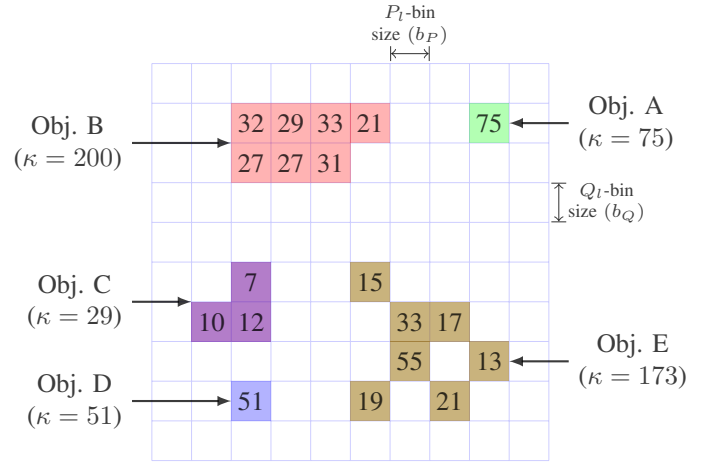 P_l-bin
size (b_P)
Obj. B
(κ = 200)
32 29 33 21
27 27 31
75
Obj. A
(κ = 75)
Q_l-bin
size (b_Q)
Obj. C
(κ = 29)
7
10 12
15
33 17
55 13
19 21
Obj. E
(κ = 173)
Obj. D
(κ = 51)
51